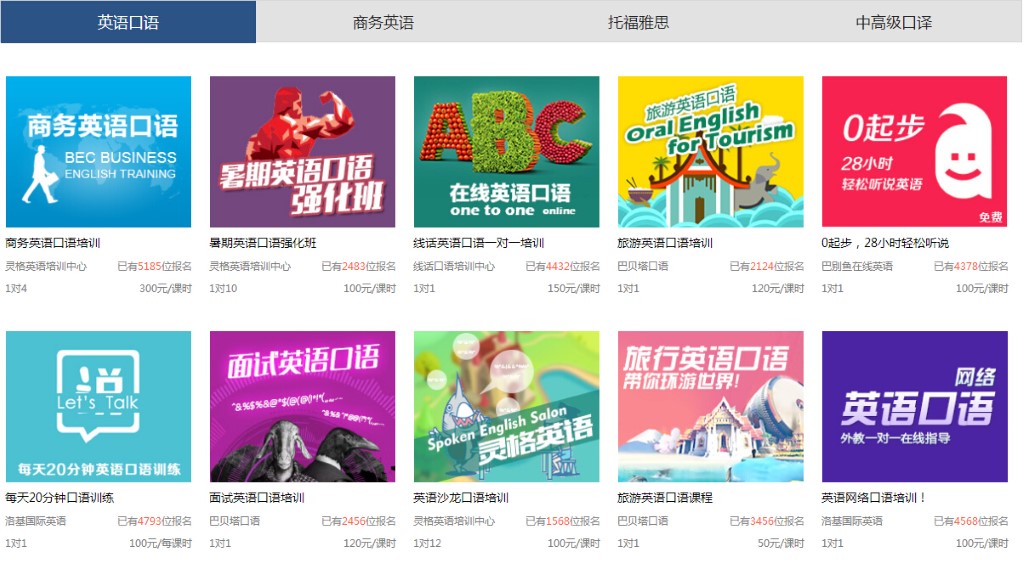 英语口语
商务英语
托福雅思
中高级口译
商务英语口语
BEC BUSINESS
ENGLISH TRAINING
暑期英语口语
强化班
ABC
在线英语口语
one to one online
旅游英语口语
Oral English
for Tourism
0起步
28小时
轻松听说英语
免费
商务英语口语培训
暑期英语口语强化班
线话英语口语一对一培训
旅游英语口语培训
0起步，28小时轻松听说
灵格英语培训中心
已有5185位报名
灵格英语培训中心
已有2483位报名
线话口语培训中心
已有4432位报名
巴贝塔口语
已有2124位报名
巴别鱼在线英语
已有4378位报名
1对4
300元/课时
1对10
100元/课时
1对1
150元/课时
1对1
120元/课时
1对1
100元/课时
Let's Talk
每天20分钟英语口语训练
面试英语口语
^&%$%&@*$(@(@!)*!(
Spoken English Salon
灵格英语
旅行英语口语
带你环游世界!
网络
英语口语
外教一对一在线指导
每天20分钟口语训练
面试英语口语培训
英语沙龙口语培训
旅游英语口语课程
英语网络口语培训！
洛基国际英语
已有4793位报名
巴贝塔口语
已有2456位报名
灵格英语培训中心
已有1568位报名
巴贝塔口语
已有3456位报名
洛基国际英语
已有4568位报名
1对1
100元/每课时
1对1
120元/课时
1对12
100元/课时
1对1
50元/课时
1对1
100元/课时